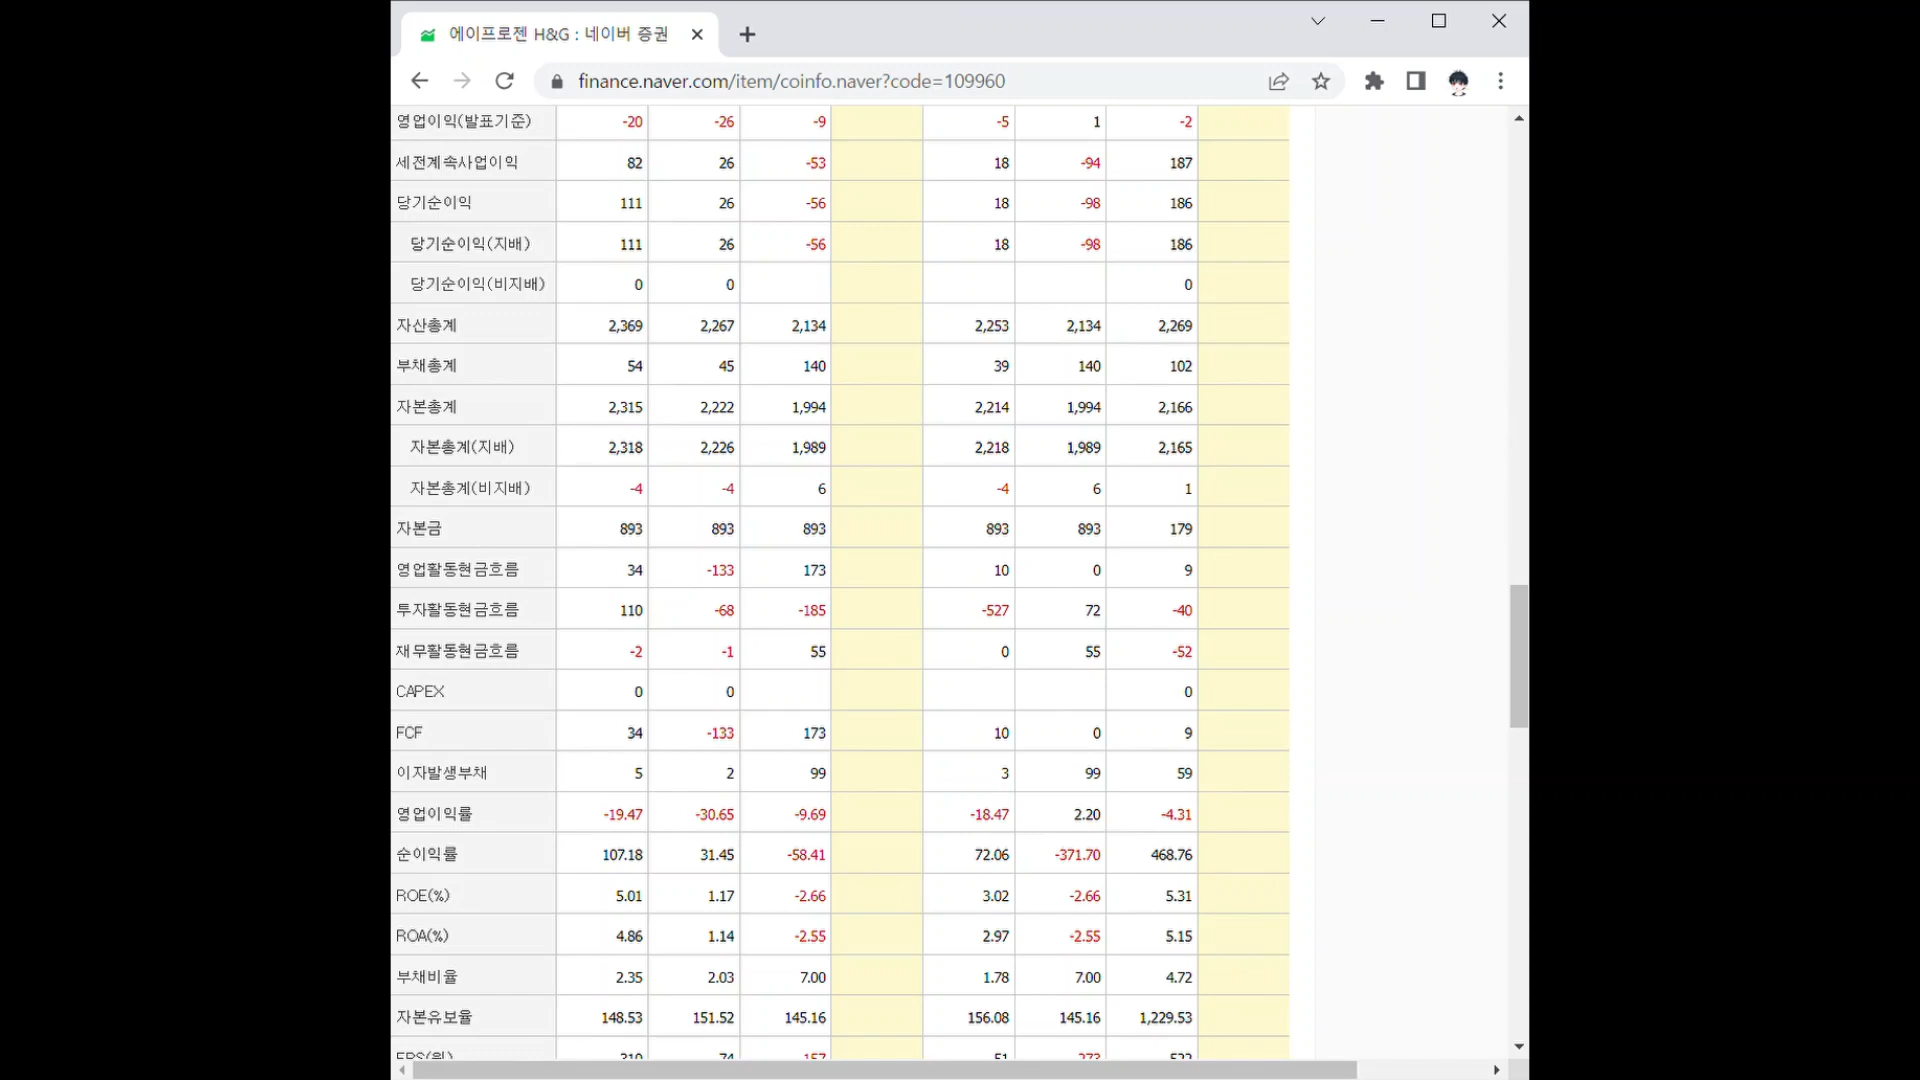 에이프로젠 H&G : 네이버 증권
finance.naver.com/item/coinfo.naver?code=109960
영업이익(발표기준) -20 -26 -9 -5 1 -2
세전계속사업이익 82 26 -53 18 -94 187
당기순이익 111 26 -56 18 -98 186
당기순이익(지배) 111 26 -56 18 -98 186
당기순이익(비지배) 0 0 0
자산총계 2,369 2,267 2,134 2,253 2,134 2,269
부채총계 54 45 140 39 140 102
자본총계 2,315 2,222 1,994 2,214 1,994 2,166
자본총계(지배) 2,318 2,226 1,989 2,218 1,989 2,165
자본총계(비지배) -4 -4 6 -4 6 1
자본금 893 893 893 893 893 179
영업활동현금흐름 34 -133 173 10 0 9
투자활동현금흐름 110 -68 -185 -527 72 -40
재무활동현금흐름 -2 -1 55 0 55 -52
CAPEX 0 0 0
FCF 34 -133 173 10 0 9
이자발생부채 5 2 99 3 99 59
영업이익률 -19.47 -30.65 -9.69 -18.47 2.20 -4.31
순이익률 107.18 31.45 -58.41 72.06 -371.70 468.76
ROE(%) 5.01 1.17 -2.66 3.02 -2.66 5.31
ROA(%) 4.86 1.14 -2.55 2.97 -2.55 5.15
부채비율 2.35 2.03 7.00 1.78 7.00 4.72
자본유보율 148.53 151.52 145.16 156.08 145.16 1,229.53
EPS(원)